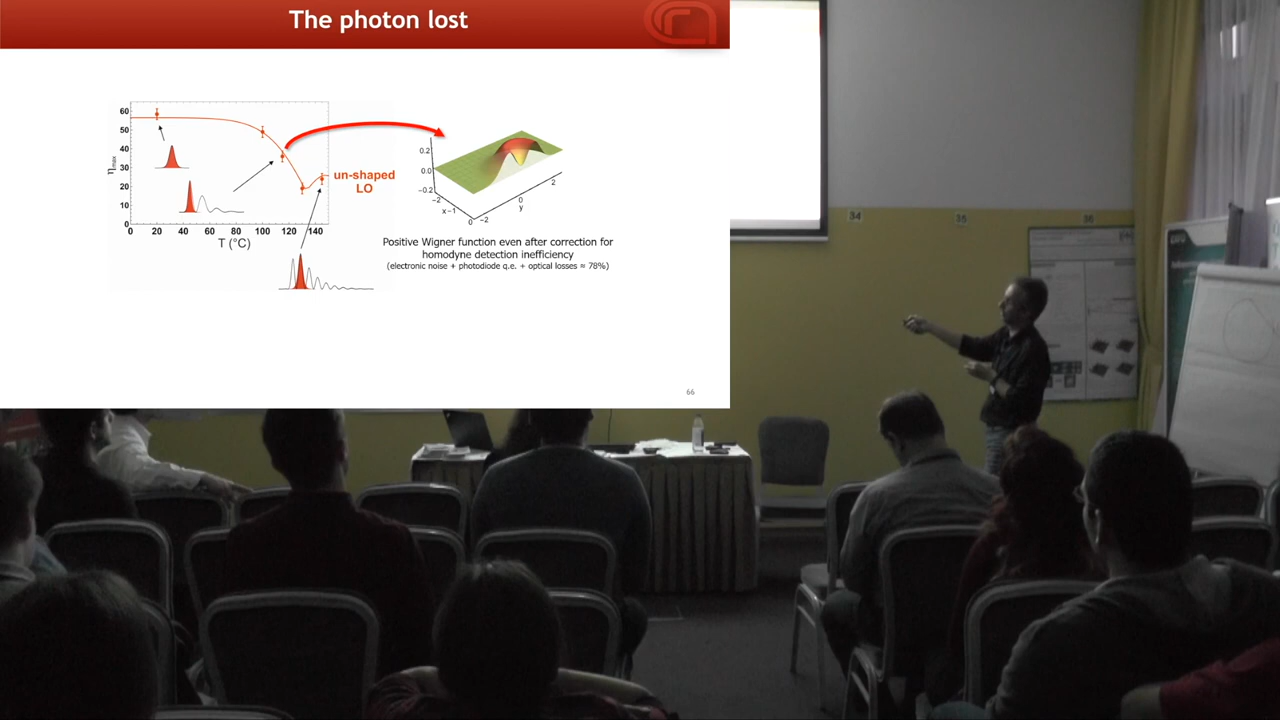 The photon lost
60
50
40
30
20
10
0
ηmax
0 20 40 60 80 100 120 140
T (°C)
un-shaped
LO
0.2
0.0
−0.2
−2
x −1
0
−2
0
y
2
Positive Wigner function even after correction for
homodyne detection inefficiency
(electronic noise + photodiode q.e. + optical losses ≈ 78%)
66
34
35
36